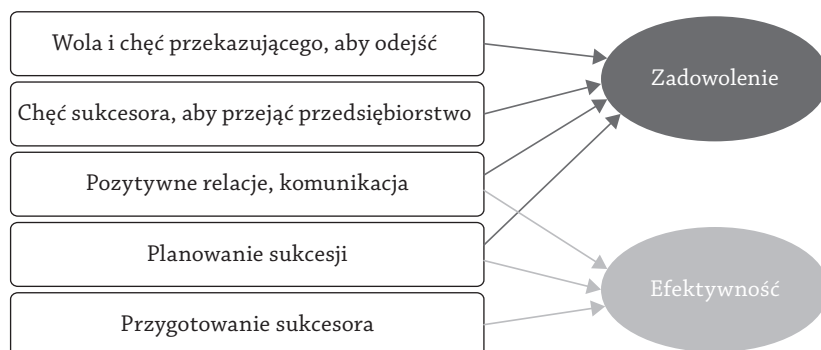 Wola i chęć przekazującego, aby odejść
Zadowolenie
Chęć sukcesora, aby przejąć przedsiębiorstwo
Pozytywne relacje, komunikacja
Planowanie sukcesji
Efektywność
Przygotowanie sukcesora